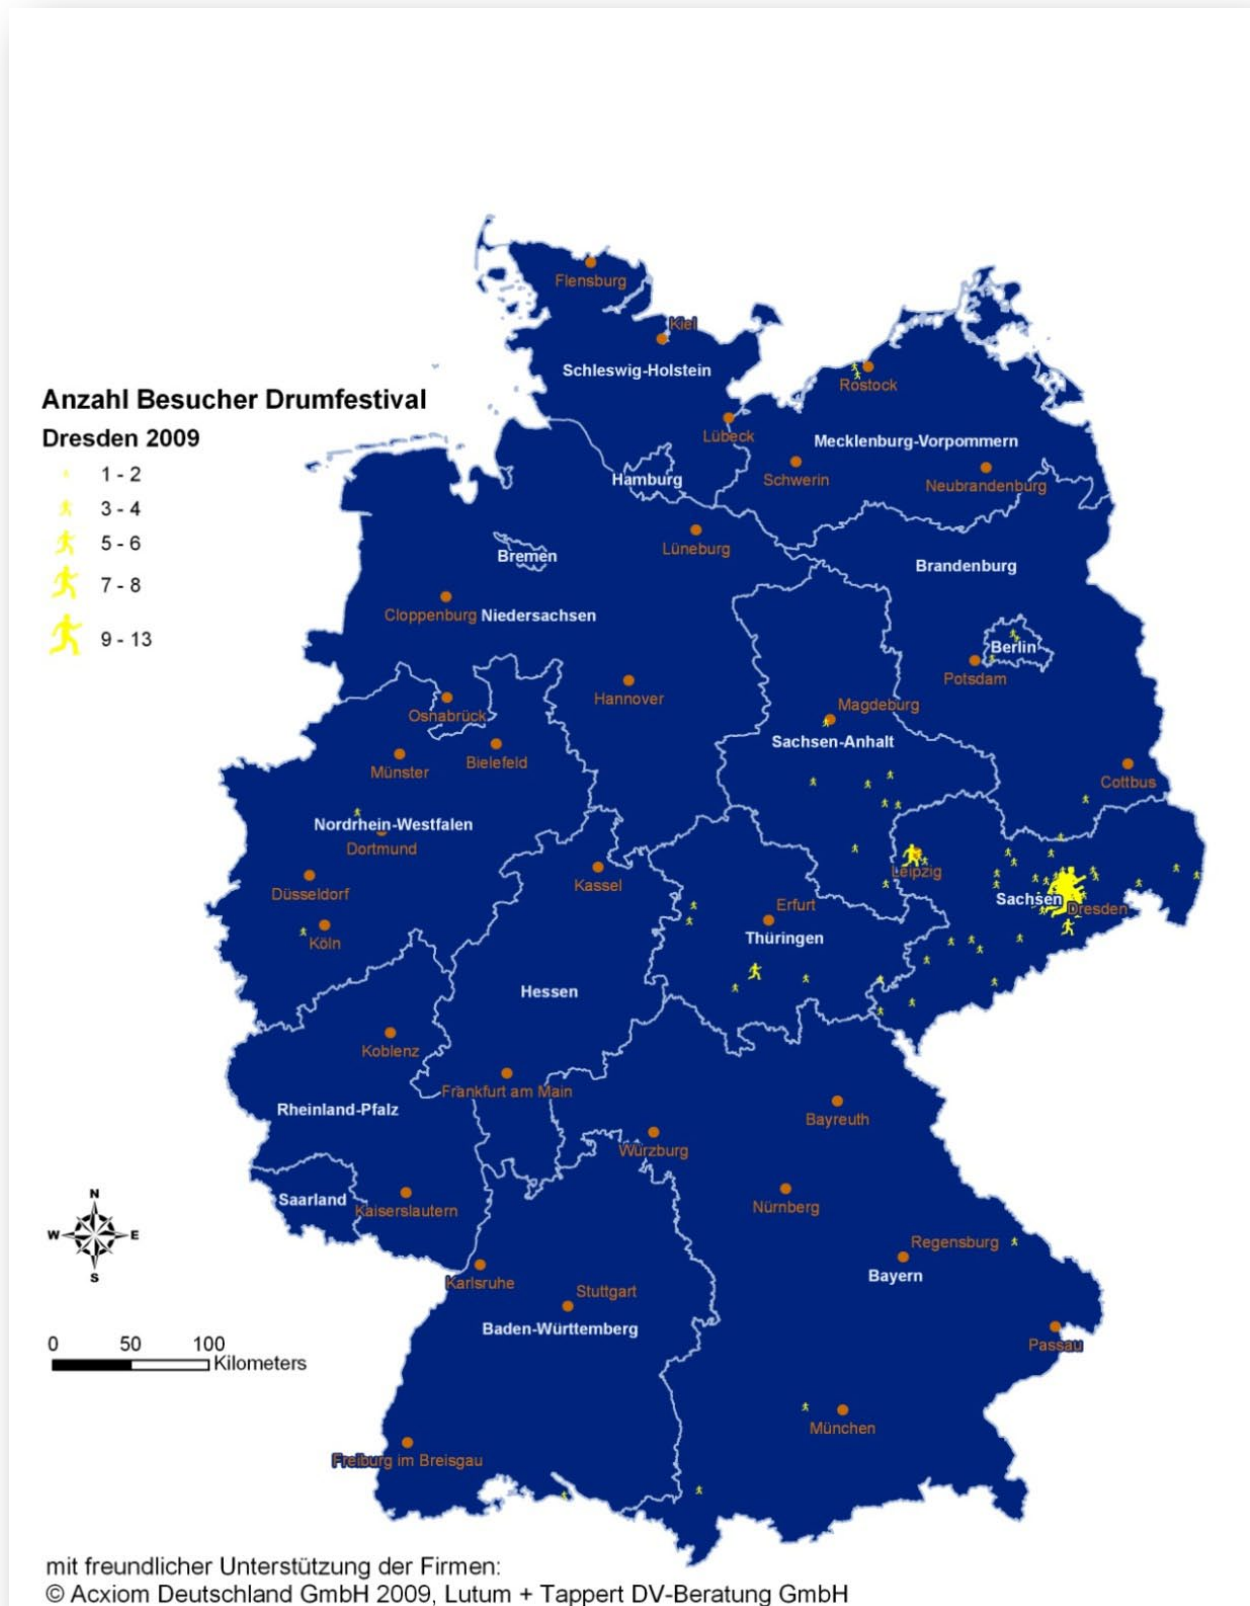 Flensburg
Kiel
Schleswig-Holstein
Rostock
Anzahl Besucher Drumfestival
Dresden 2009
1 - 2
3 - 4
5 - 6
7 - 8
9 - 13
Lübeck
Mecklenburg-Vorpommern
Hamburg
Schwerin
Neubrandenburg
Lüneburg
Bremen
Brandenburg
Cloppenburg
Niedersachsen
Berlin
Potsdam
Hannover
Osnabrück
Magdeburg
Sachsen-Anhalt
Münster
Bielefeld
Cottbus
Nordrhein-Westfalen
Dortmund
Leipzig
Düsseldorf
Kassel
Sachsen
Dresden
Erfurt
Köln
Thüringen
Hessen
Koblenz
Frankfurt am Main
Rheinland-Pfalz
Bayreuth
Würzburg
Saarland
Kaiserslautern
Nürnberg
N
W
E
S
Regensburg
Bayern
Karlsruhe
Stuttgart
Baden-Württemberg
Passau
0 50 100
Kilometers
München
Freiburg im Breisgau
mit freundlicher Unterstützung der Firmen:
© Acxiom Deutschland GmbH 2009, Lutum + Tappert DV-Beratung GmbH